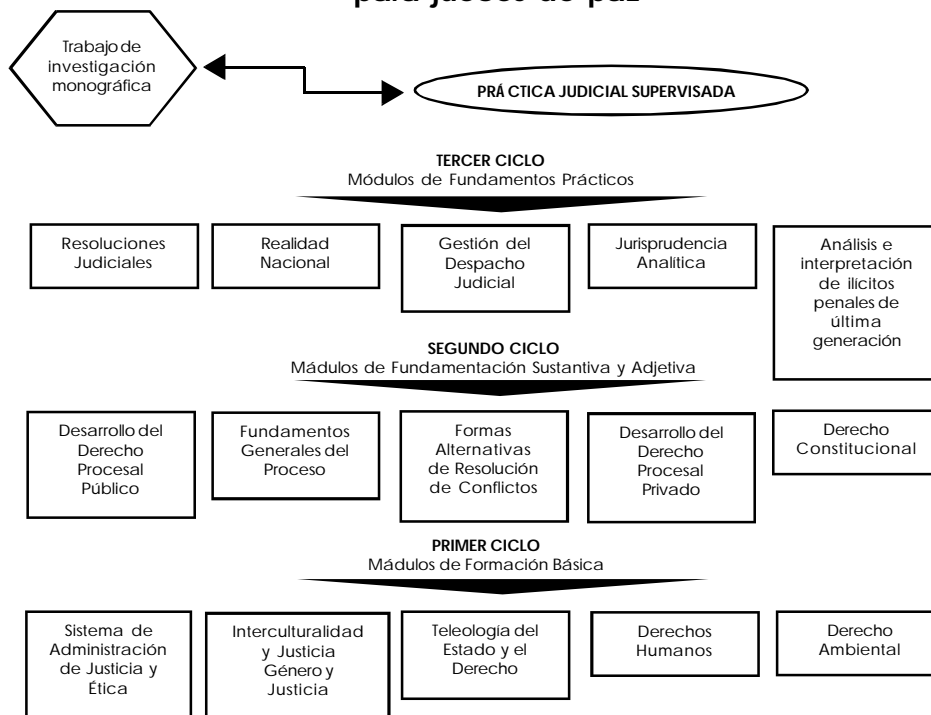 para jueces de paz
Trabajo de
investigación
monográfica
PRÁ CTICA JUDICIAL SUPERVISADA
TERCER CICLO
Módulos de Fundamentos Prácticos
Resoluciones
Judiciales
Realidad
Nacional
Gestión del
Despacho
Judicial
Jurisprudencia
Analítica
Análisis e
interpretación
de ilícitos
penales de
última
generación
SEGUNDO CICLO
Mádulos de Fundamentación Sustantiva y Adjetiva
Desarrollo del
Derecho
Procesal
Público
Fundamentos
Generales del
Proceso
Formas
Alternativas
de Resolución
de Conflictos
Desarrollo del
Derecho
Procesal
Privado
Derecho
Constitucional
PRIMER CICLO
Mádulos de Formación Básica
Sistema de
Administración
de Justicia y
Ética
Interculturalidad
y Justicia
Género y
Justicia
Teleología del
Estado y el
Derecho
Derechos
Humanos
Derecho
Ambiental